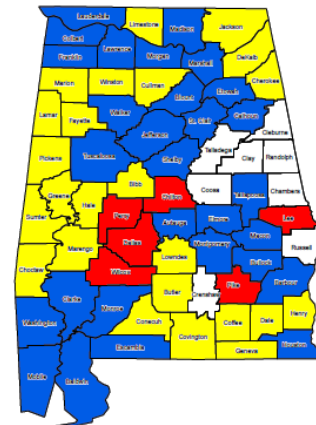 Lauderdale
Limestone
Madison
Jackson
Colbert
Franklin
Lawrence
Morgan
Marshall
DeKalb
Marion
Winston
Cullman
Blount
Etowah
Cherokee
Lamar
Fayette
Walker
Jefferson
St. Clair
Calhoun
Cleburne
Pickens
Tuscaloosa
Shelby
Talladega
Clay
Randolph
Greene
Hale
Bibb
Chilton
Coosa
Tallapoosa
Chambers
Sumter
Perry
Autauga
Elmore
Lee
Marengo
Dallas
Montgomery
Macon
Russell
Choctaw
Wilcox
Lowndes
Bullock
Clarke
Butler
Crenshaw
Pike
Barbour
Washington
Monroe
Conecuh
Coffee
Dale
Henry
Escambia
Covington
Geneva
Houston
Mobile
Baldwin